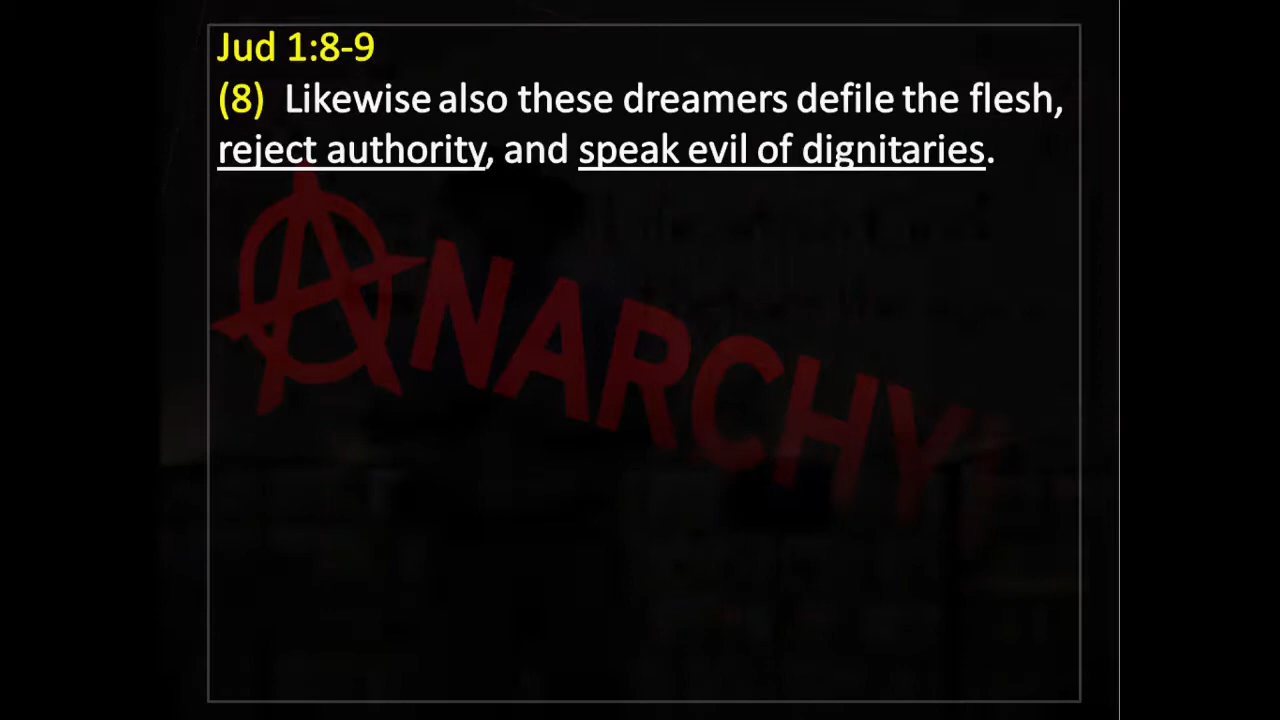 Jud 1:8-9
(8) Likewise also these dreamers defile the flesh,
reject authority, and speak evil of dignitaries.
ANARCHY!